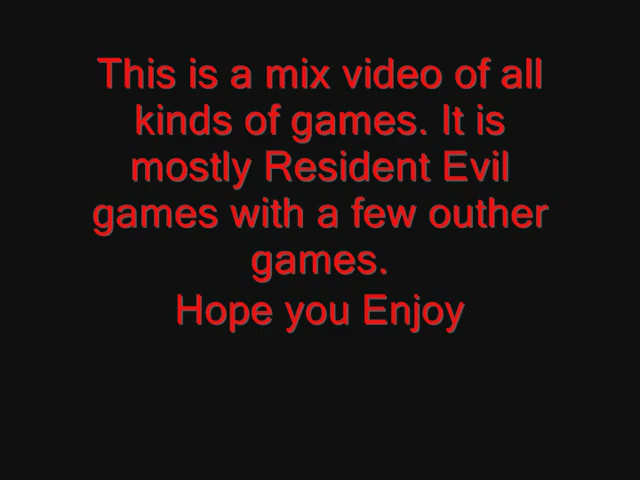 This is a mix video of all
kinds of games. It is
mostly Resident Evil
games with a few outher
games.
Hope you Enjoy